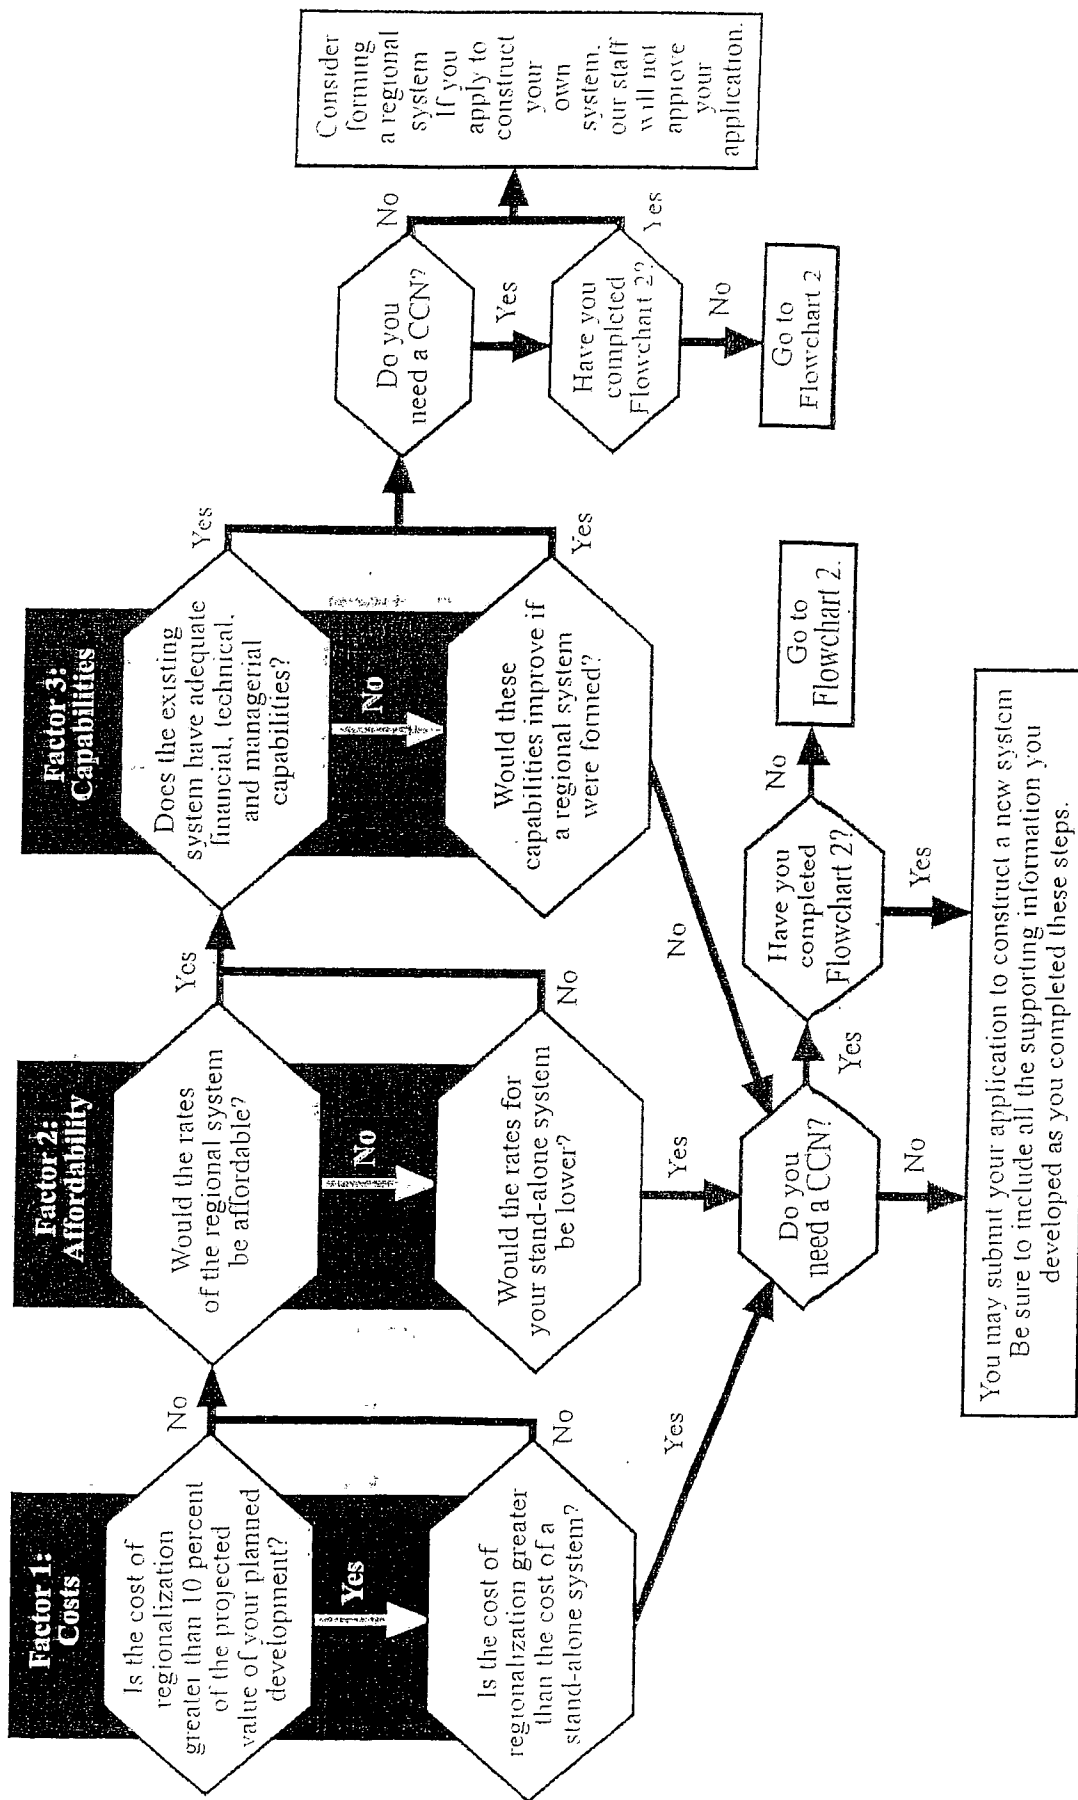 Factor 1:
Costs
Is the cost of
regionalization
greater than 10 percent
of the projected
value of your planned
development?
No
Yes
Is the cost of
regionalization greater
than the cost of a
stand-alone system?
No
Yes
Factor 2:
Affordability
Would the rates
of the regional system
be affordable?
Yes
No
Would the rates for
your stand-alone system
be lower?
No
Yes
Factor 3:
Capabilities
Does the existing
system have adequate
financial, technical,
and managerial
capabilities?
Yes
No
Would these
capabilities improve if
a regional system
were formed?
Yes
No
Do you
need a CCN?
No
Yes
Have you
completed
Flowchart 2?
Yes
No
Go to
Flowchart 2
Consider
forming
a regional
system
If you
apply to
construct
your
own
system.
our staff
will not
approve
your
application.
Do you
need a CCN?
Yes
No
Have you
completed
Flowchart 2?
No
Yes
Go to
Flowchart 2.
You may submit your application to construct a new system
Be sure to include all the supporting information you
developed as you completed these steps.